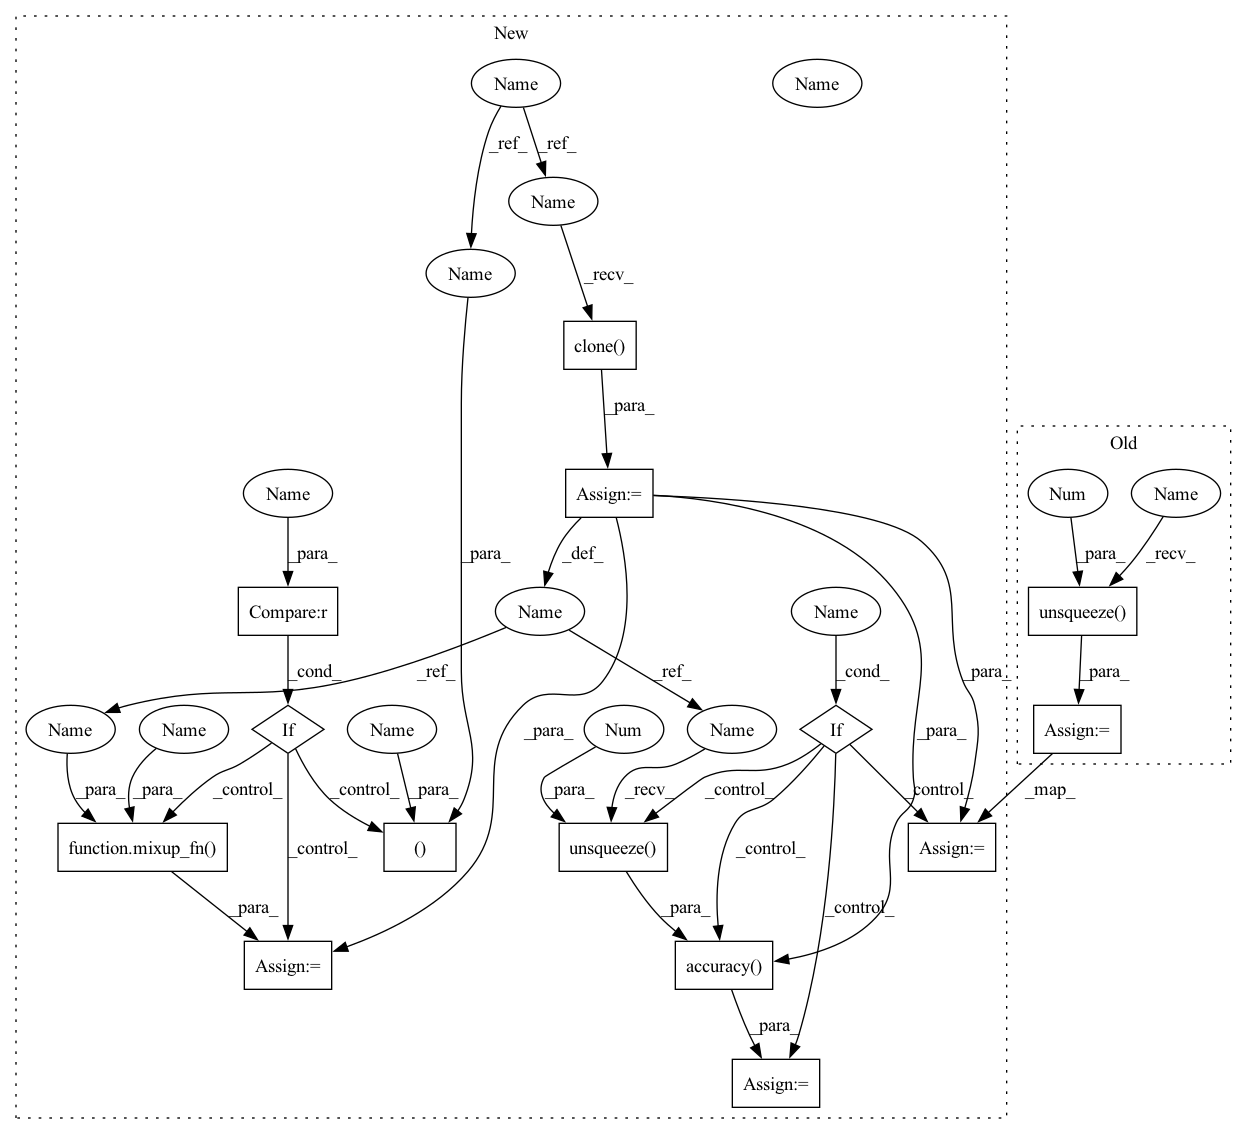 New
Name
Name
_ref_
_ref_
Name
Name
_recv_
clone()
_para_
Old
Name
Assign:=
Num
Name
_para_
_def_
_para_
_para_
_recv_
Compare:r
Name
Name
unsqueeze()
_cond_
_ref_
_ref_
_cond_
_para_
_para_
Name
Name
If
Name
_para_
Num
Name
If
_para_
Assign:=
_para_
_para_
_control_
_control_
_para_
_para_
_recv_
_control_
_control_
_map_
function.mixup_fn()
_control_
()
unsqueeze()
_control_
Assign:=
_para_
_para_
_control_
Assign:=
accuracy()
_para_
Assign:=